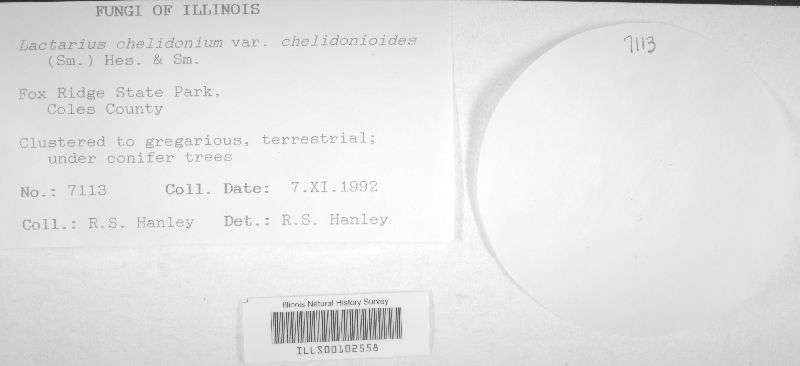 FUNGI OF ILLINOIS
Lactarius chelidonium var. chelidonioides
(Sm.) Hes. & Sm.
Fox Ridge State Park,
Coles County
Clustered to gregarious, terrestrial;
under conifer trees
No.: 7113 Coll. Date: 7.XI.1992
Coll.: R.S. Hanley Det.: R.S. Hanley
7113
Illinois Natural History Survey
ILLS00102558